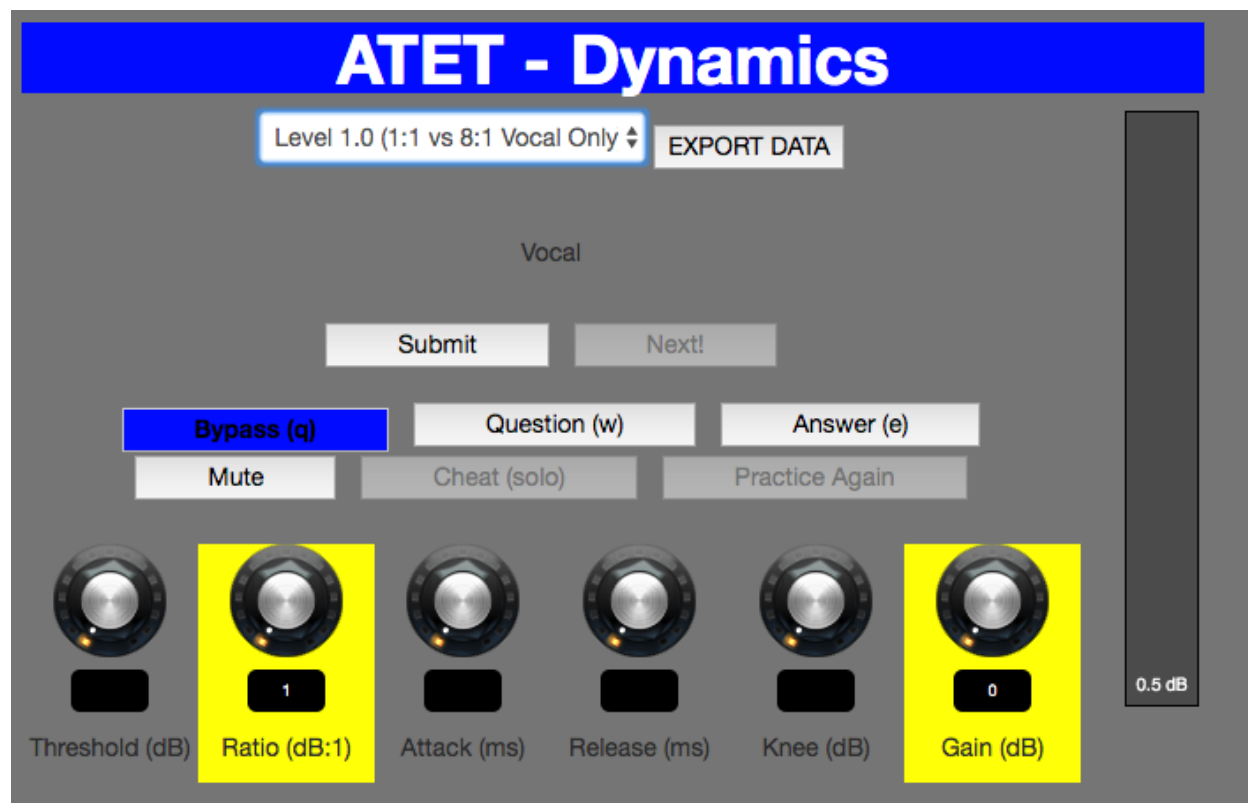 ATET - Dynamics
Level 1.0 (1:1 vs 8:1 Vocal Only EXPORT DATA
Vocal
Submit Next!
Bypass (q) Question (w) Answer (e)
Mute Cheat (solo) Practice Again
1 0 0.5 dB
Threshold (dB) Ratio (dB:1) Attack (ms) Release (ms) Knee (dB) Gain (dB)